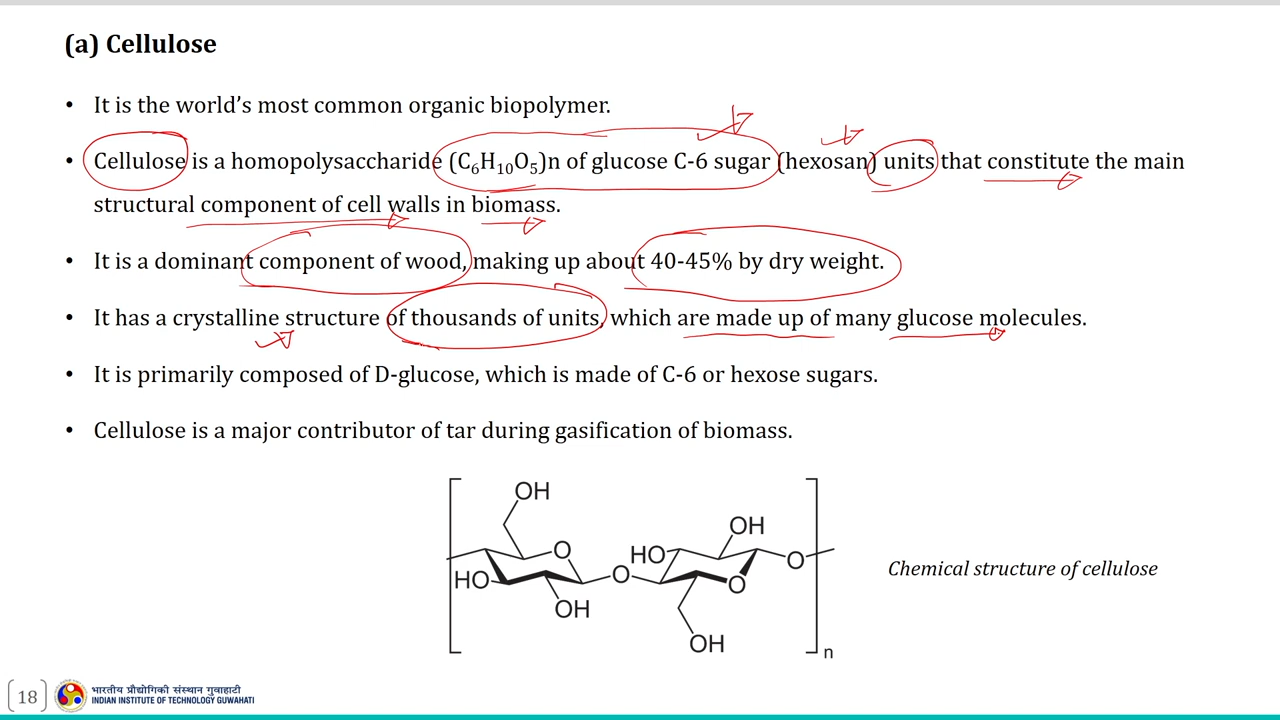 (a) Cellulose
• It is the world’s most common organic biopolymer.
• Cellulose is a homopolysaccharide (C₆H₁₀O₅)n of glucose C-6 sugar (hexosan) units that constitute the main
structural component of cell walls in biomass.
• It is a dominant component of wood, making up about 40-45% by dry weight.
• It has a crystalline structure of thousands of units, which are made up of many glucose molecules.
• It is primarily composed of D-glucose, which is made of C-6 or hexose sugars.
• Cellulose is a major contributor of tar during gasification of biomass.
OH
OH
O
HO
O
HO
O
O
OH
OH
n
Chemical structure of cellulose
18
भारतीय प्रौद्योगिकी संस्थान गुवाहाटी
INDIAN INSTITUTE OF TECHNOLOGY GUWAHATI